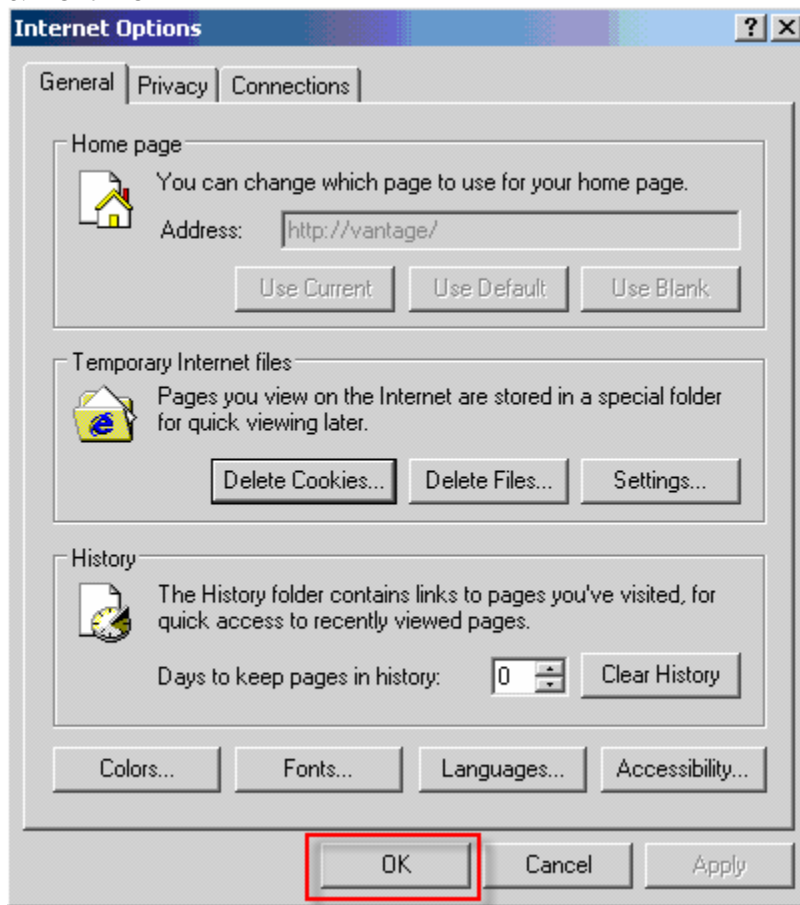 Internet Options
General Privacy Connections
Home page
You can change which page to use for your home page.
Address: http://vantage/
Use Current Use Default Use Blank
Temporary Internet files
Pages you view on the Internet are stored in a special folder
for quick viewing later.
Delete Cookies... Delete Files... Settings...
History
The History folder contains links to pages you've visited, for
quick access to recently viewed pages.
Days to keep pages in history: 0 Clear History
Colors... Fonts... Languages... Accessibility...
OK Cancel Apply